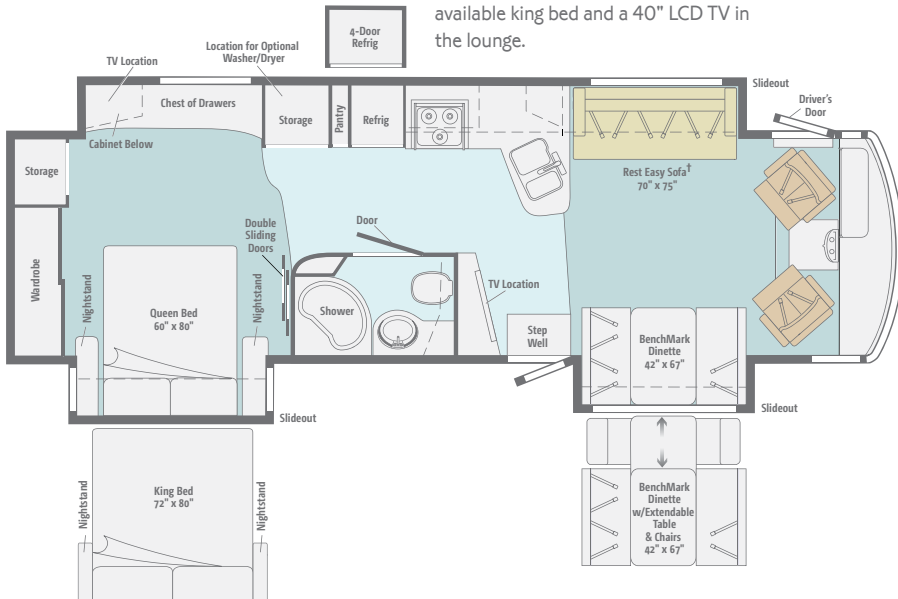 available king bed and a 40" LCD TV in
the lounge.
4-Door
Refrig
Location for Optional
Washer/Dryer
TV Location
Slideout
Driver's
Door
Chest of Drawers
Cabinet Below
Storage
Pantry
Refrig
Storage
Rest Easy Sofa†
70" x 75"
Double
Sliding
Doors
Door
Wardrobe
Nightstand
Queen Bed
60" x 80"
Nightstand
Shower
TV Location
Step
Well
BenchMark
Dinette
42" x 67"
Slideout
Slideout
King Bed
72" x 80"
Nightstand
Nightstand
BenchMark
Dinette
w/Extendable
Table
& Chairs
42" x 67"